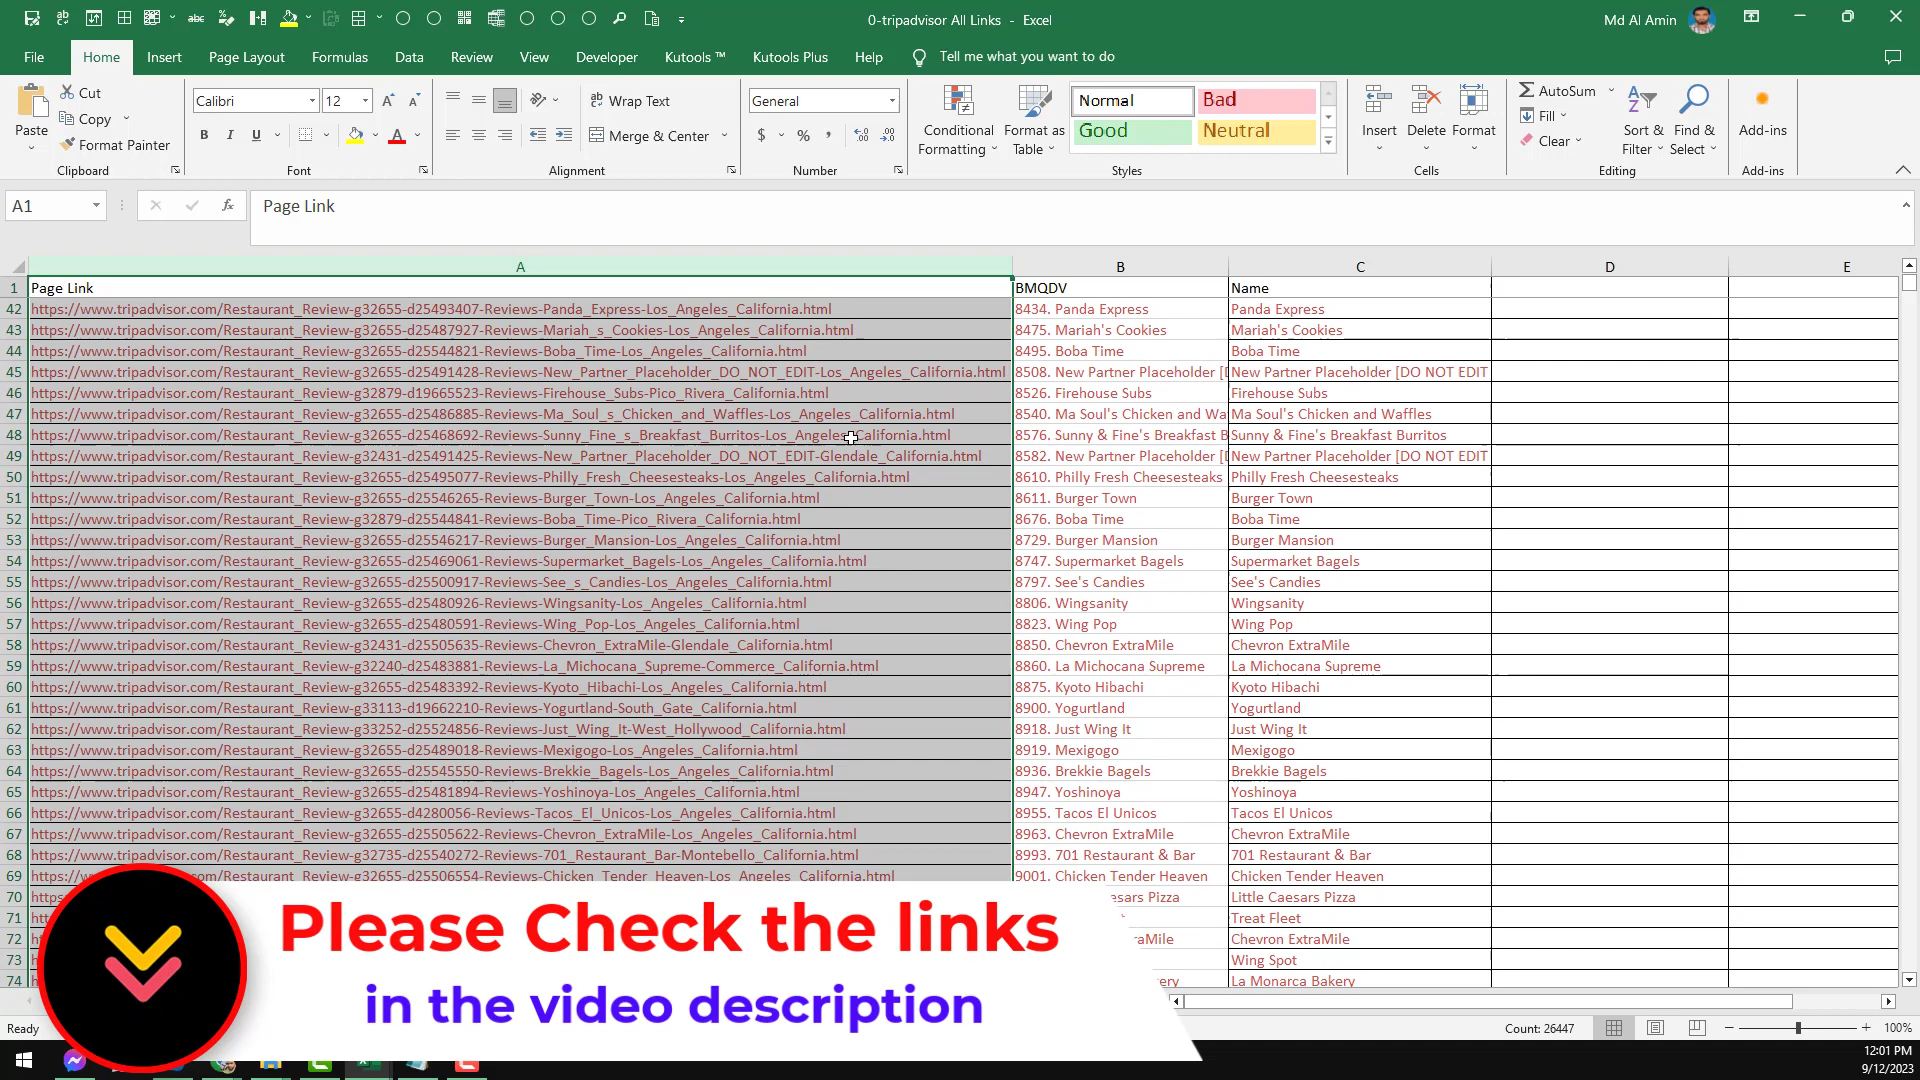 0-tripadvisor All Links - Excel
Md Al Amin
File Home Insert Page Layout Formulas Data Review View Developer Kutools ™ Kutools Plus Help Tell me what you want to do
Paste
Cut
Copy
Format Painter
Clipboard
Calibri 12
B I U
Font
Wrap Text
Merge & Center
Alignment
General
$ % ,
Number
Conditional Formatting
Format as Table
Normal Bad
Good Neutral
Styles
Insert Delete Format
Cells
AutoSum
Fill
Clear
Sort & Filter
Find & Select
Editing
Add-ins
Add-ins
A1 fx Page Link
A B C D E
1 Page Link BMQDV Name
42 https://www.tripadvisor.com/Restaurant_Review-g32655-d25493407-Reviews-Panda_Express-Los_Angeles_California.html 8434. Panda Express Panda Express
43 https://www.tripadvisor.com/Restaurant_Review-g32655-d25487927-Reviews-Mariah_s_Cookies-Los_Angeles_California.html 8475. Mariah's Cookies Mariah's Cookies
44 https://www.tripadvisor.com/Restaurant_Review-g32655-d25544821-Reviews-Boba_Time-Los_Angeles_California.html 8495. Boba Time Boba Time
45 https://www.tripadvisor.com/Restaurant_Review-g32655-d25491428-Reviews-New_Partner_Placeholder_DO_NOT_EDIT-Los_Angeles_California.html 8508. New Partner Placeholder [D New Partner Placeholder [DO NOT EDIT
46 https://www.tripadvisor.com/Restaurant_Review-g32879-d19665523-Reviews-Firehouse_Subs-Pico_Rivera_California.html 8526. Firehouse Subs Firehouse Subs
47 https://www.tripadvisor.com/Restaurant_Review-g32655-d25486885-Reviews-Ma_Soul_s_Chicken_and_Waffles-Los_Angeles_California.html 8540. Ma Soul's Chicken and Wa Ma Soul's Chicken and Waffles
48 https://www.tripadvisor.com/Restaurant_Review-g32655-d25468692-Reviews-Sunny_Fine_s_Breakfast_Burritos-Los_Angeles_California.html 8576. Sunny & Fine's Breakfast B Sunny & Fine's Breakfast Burritos
49 https://www.tripadvisor.com/Restaurant_Review-g32431-d25491425-Reviews-New_Partner_Placeholder_DO_NOT_EDIT-Glendale_California.html 8582. New Partner Placeholder [D New Partner Placeholder [DO NOT EDIT
50 https://www.tripadvisor.com/Restaurant_Review-g32655-d25495077-Reviews-Philly_Fresh_Cheesesteaks-Los_Angeles_California.html 8610. Philly Fresh Cheesesteaks Philly Fresh Cheesesteaks
51 https://www.tripadvisor.com/Restaurant_Review-g32655-d25546265-Reviews-Burger_Town-Los_Angeles_California.html 8611. Burger Town Burger Town
52 https://www.tripadvisor.com/Restaurant_Review-g32879-d25544841-Reviews-Boba_Time-Pico_Rivera_California.html 8676. Boba Time Boba Time
53 https://www.tripadvisor.com/Restaurant_Review-g32655-d25546217-Reviews-Burger_Mansion-Los_Angeles_California.html 8729. Burger Mansion Burger Mansion
54 https://www.tripadvisor.com/Restaurant_Review-g32655-d25469061-Reviews-Supermarket_Bagels-Los_Angeles_California.html 8747. Supermarket Bagels Supermarket Bagels
55 https://www.tripadvisor.com/Restaurant_Review-g32655-d25500917-Reviews-See_s_Candies-Los_Angeles_California.html 8797. See's Candies See's Candies
56 https://www.tripadvisor.com/Restaurant_Review-g32655-d25480926-Reviews-Wingsanity-Los_Angeles_California.html 8806. Wingsanity Wingsanity
57 https://www.tripadvisor.com/Restaurant_Review-g32655-d25480591-Reviews-Wing_Pop-Los_Angeles_California.html 8823. Wing Pop Wing Pop
58 https://www.tripadvisor.com/Restaurant_Review-g32431-d25505635-Reviews-Chevron_ExtraMile-Glendale_California.html 8850. Chevron ExtraMile Chevron ExtraMile
59 https://www.tripadvisor.com/Restaurant_Review-g32240-d25483881-Reviews-La_Michocana_Supreme-Commerce_California.html 8860. La Michocana Supreme La Michocana Supreme
60 https://www.tripadvisor.com/Restaurant_Review-g32655-d25483392-Reviews-Kyoto_Hibachi-Los_Angeles_California.html 8875. Kyoto Hibachi Kyoto Hibachi
61 https://www.tripadvisor.com/Restaurant_Review-g33113-d19662210-Reviews-Yogurtland-South_Gate_California.html 8900. Yogurtland Yogurtland
62 https://www.tripadvisor.com/Restaurant_Review-g33252-d25524856-Reviews-Just_Wing_It-West_Hollywood_California.html 8918. Just Wing It Just Wing It
63 https://www.tripadvisor.com/Restaurant_Review-g32655-d25489018-Reviews-Mexigogo-Los_Angeles_California.html 8919. Mexigogo Mexigogo
64 https://www.tripadvisor.com/Restaurant_Review-g32655-d25545550-Reviews-Brekkie_Bagels-Los_Angeles_California.html 8936. Brekkie Bagels Brekkie Bagels
65 https://www.tripadvisor.com/Restaurant_Review-g32655-d25481894-Reviews-Yoshinoya-Los_Angeles_California.html 8947. Yoshinoya Yoshinoya
66 https://www.tripadvisor.com/Restaurant_Review-g32655-d4280056-Reviews-Tacos_El_Unicos-Los_Angeles_California.html 8955. Tacos El Unicos Tacos El Unicos
67 https://www.tripadvisor.com/Restaurant_Review-g32655-d25505622-Reviews-Chevron_ExtraMile-Los_Angeles_California.html 8963. Chevron ExtraMile Chevron ExtraMile
68 https://www.tripadvisor.com/Restaurant_Review-g32735-d25540272-Reviews-701_Restaurant_Bar-Montebello_California.html 8993. 701 Restaurant & Bar 701 Restaurant & Bar
69 https://w com/Restaurant_Review-g32655-d25506554-Reviews-Chicken_Tender_Heaven-Los_Angeles_California.html 9001. Chicken Tender Heaven Chicken Tender Heaven
70 https esars Pizza Little Caesars Pizza
71 Treat Fleet
72 raMile Chevron ExtraMile
73 Wing Spot
74 ery La Monarca Bakery
Please Check the links
in the video description
Ready Count: 26447 100%
12:01 PM
9/12/2023